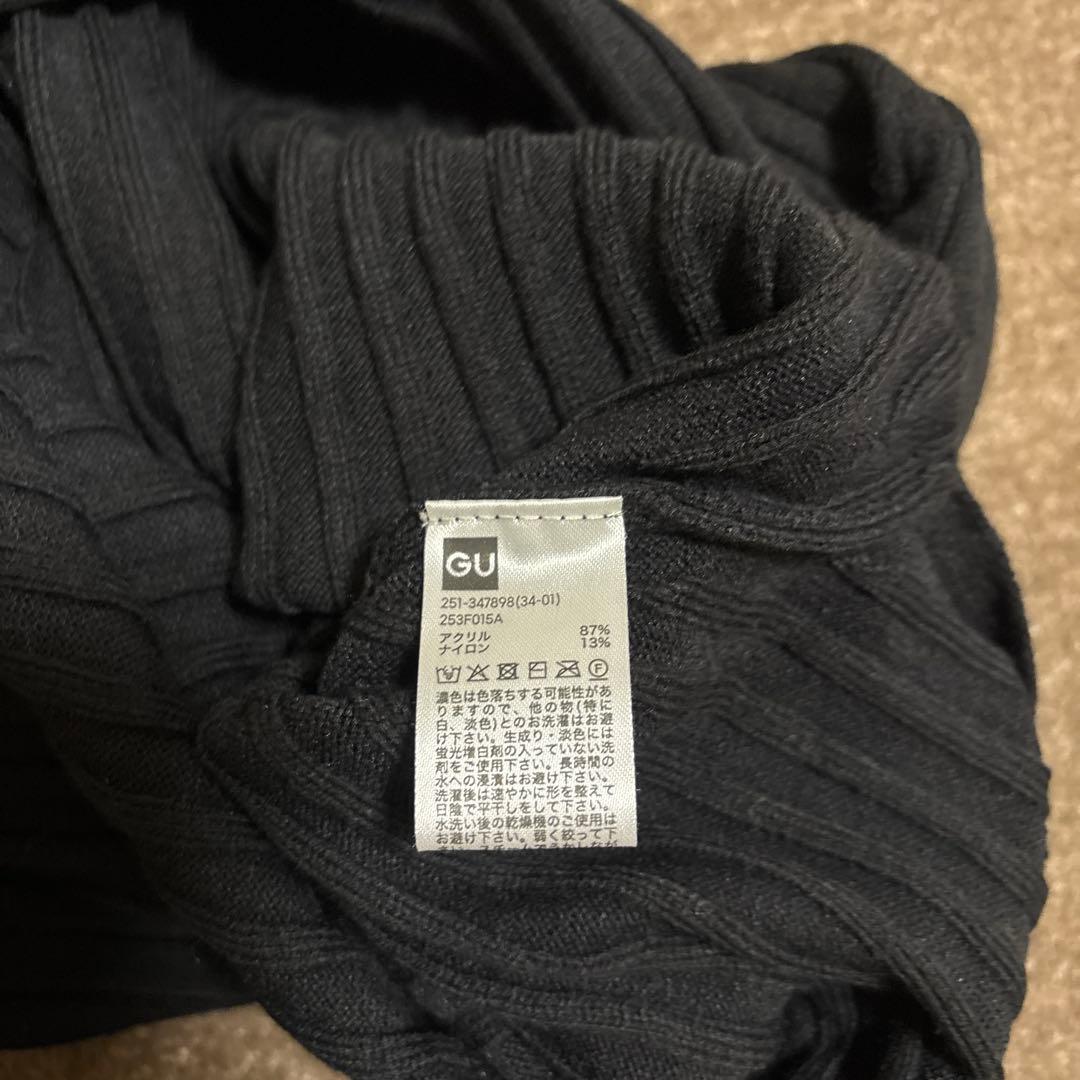 GU
251-347898(34-01)
253F015A
アクリル 87%
ナイロン 13%
F
濃色は色落ちする可能性があ
りますので、他の物(特に
白、淡色)とのお洗濯はお避
け下さい。生成り・淡色には
蛍光増白剤の入っていない洗
剤をご使用下さい。長時間の
水への浸漬はお避け下さい。
洗濯後は速やかに形を整えて
日陰で平干しをして下さい。
水洗い後の乾燥機のご使用は
お避け下さい。弱く絞って下